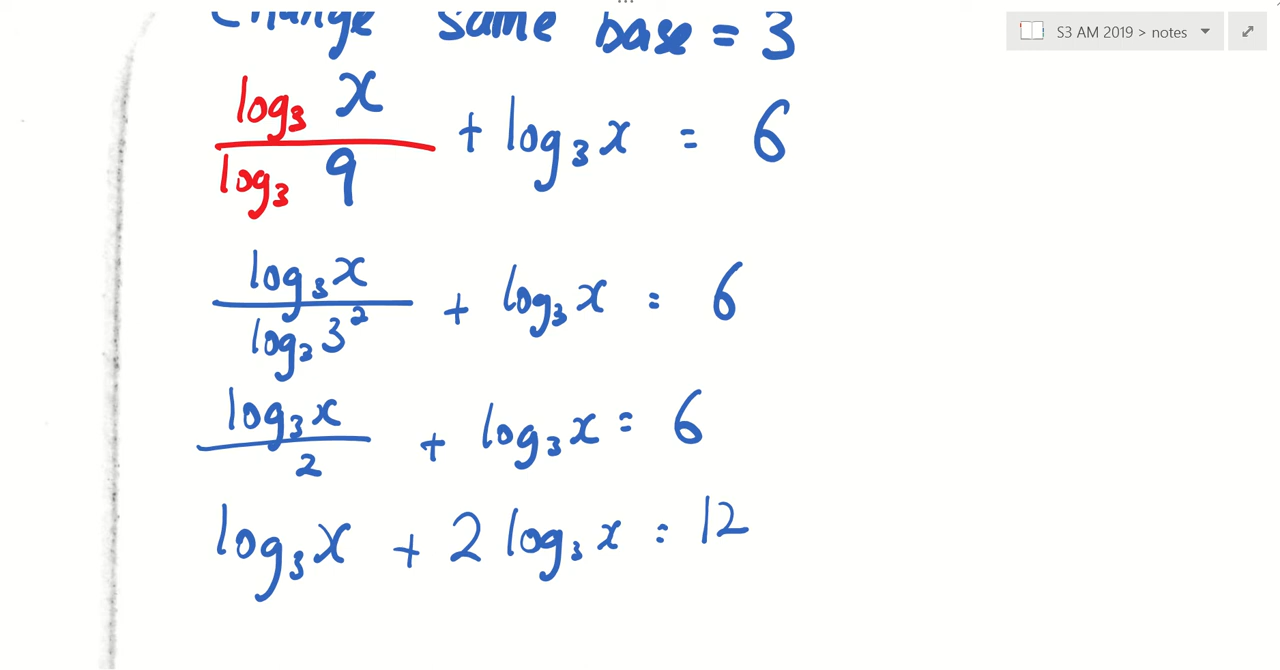 S3 AM 2019 > notes
Change same base = 3
log₃ x / log₃ 9 + log₃ x = 6
log₃ x / log₃ 3² + log₃ x = 6
log₃ x / 2 + log₃ x = 6
log₃ x + 2 log₃ x = 12